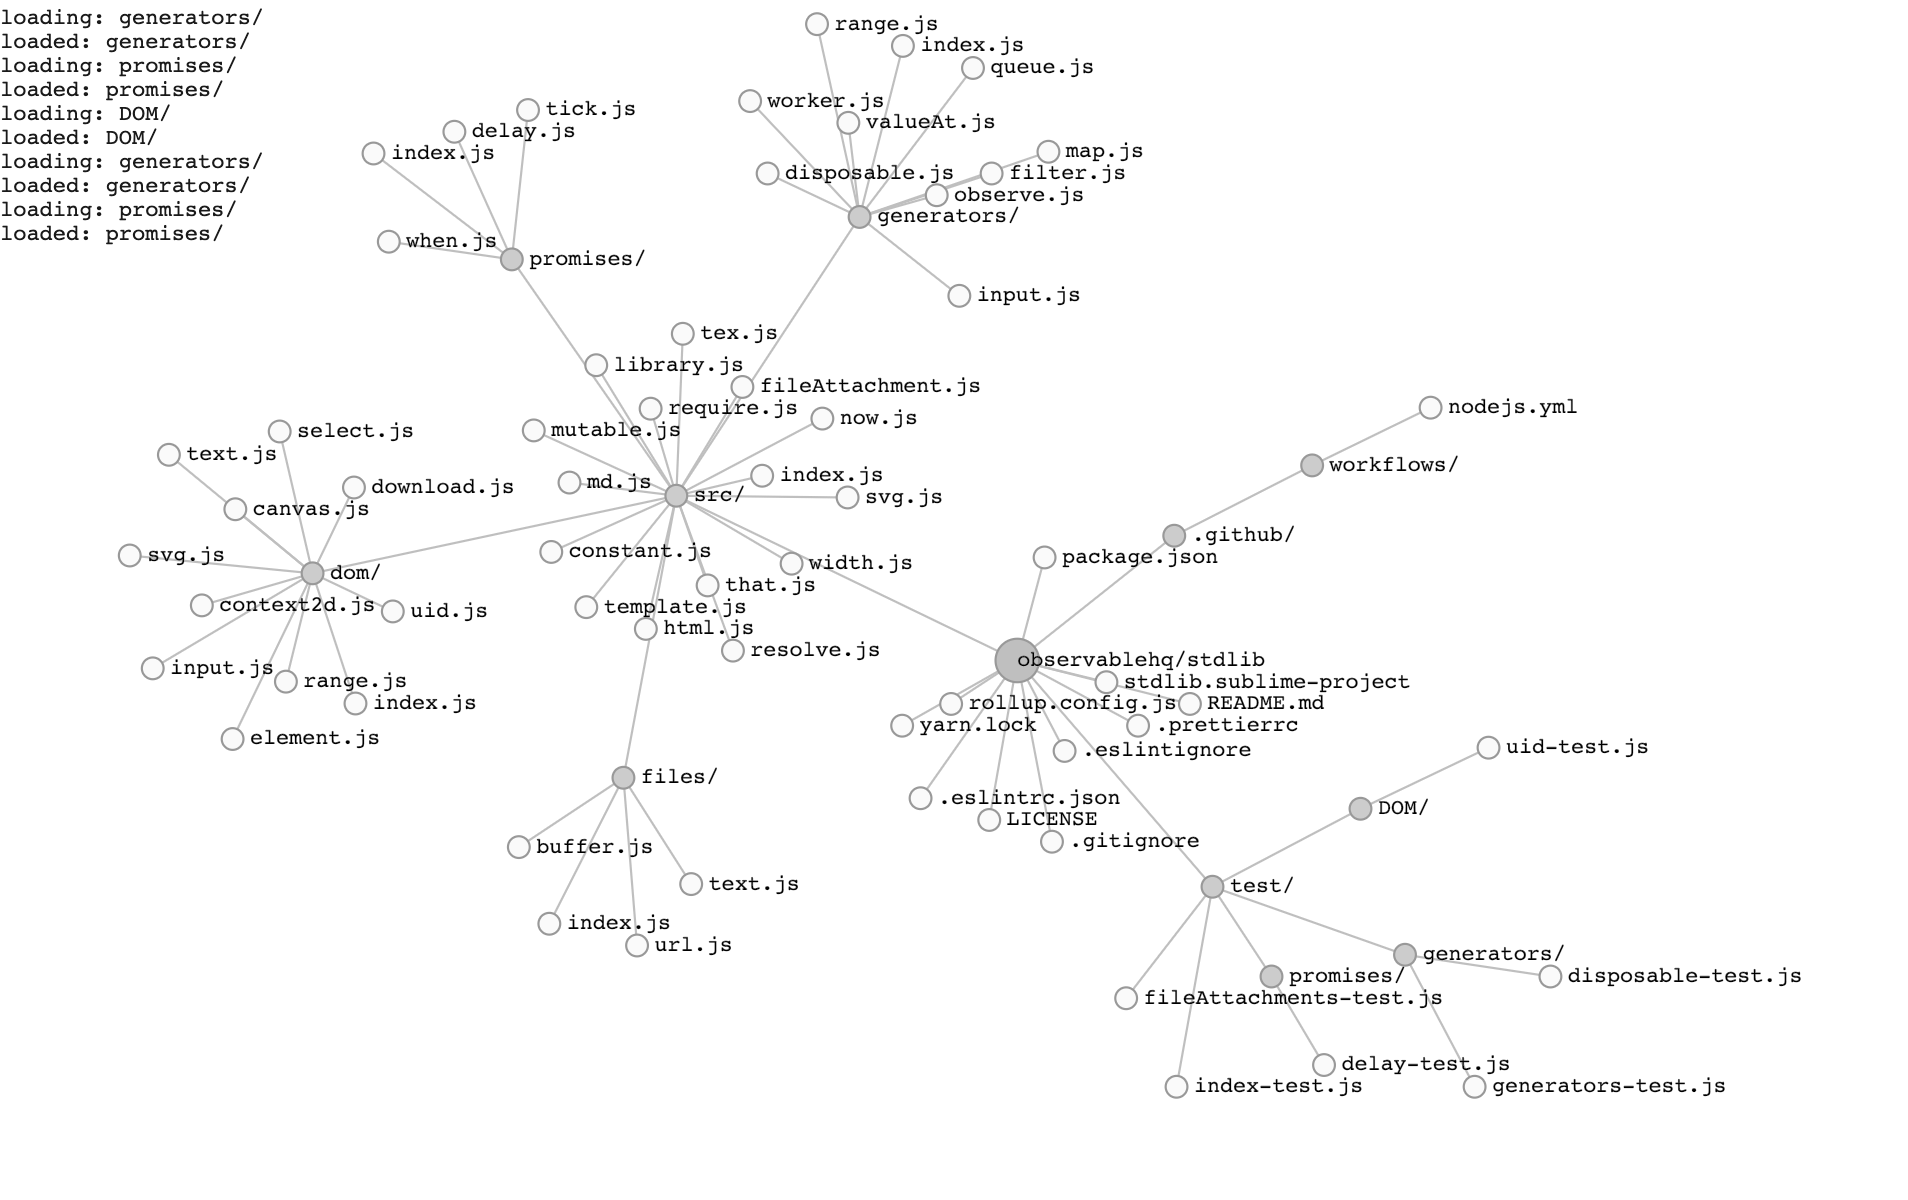 loading: generators/
loaded: generators/
loading: promises/
loaded: promises/
loading: DOM/
loaded: DOM/
loading: generators/
loaded: generators/
loading: promises/
loaded: promises/
range.js
index.js
queue.js
worker.js
valueAt.js
map.js
disposable.js
filter.js
observe.js
generators/
input.js
tick.js
delay.js
index.js
when.js
promises/
tex.js
library.js
fileAttachment.js
require.js
now.js
mutable.js
index.js
md.js
src/
svg.js
constant.js
width.js
that.js
template.js
html.js
resolve.js
select.js
text.js
download.js
canvas.js
svg.js
dom/
context2d.js
uid.js
input.js
range.js
index.js
element.js
files/
buffer.js
text.js
index.js
url.js
nodejs.yml
workflows/
.github/
package.json
observablehq/stdlib
stdlib.sublime-project
rollup.config.js
README.md
yarn.lock
.prettierrc
.eslintignore
.eslintrc.json
LICENSE
.gitignore
uid-test.js
DOM/
test/
generators/
promises/
disposable-test.js
fileAttachments-test.js
delay-test.js
index-test.js
generators-test.js